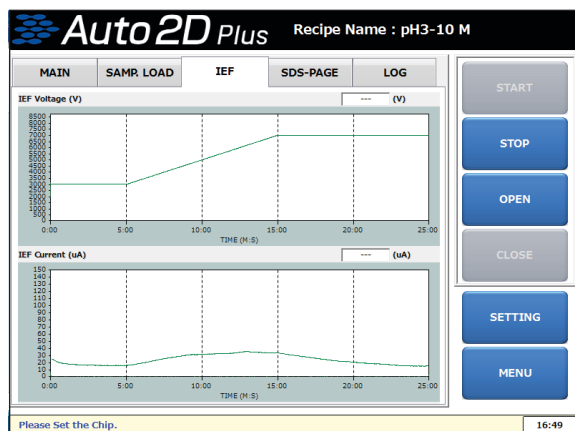 Auto2D Plus Recipe Name : pH3-10 M
MAIN SAMP. LOAD IEF SDS-PAGE LOG
IEF Voltage (V) --- (V)
8500
8000
7500
7000
6500
6000
5500
5000
4500
4000
3500
3000
2500
2000
1500
1000
500
0
0:00 5:00 10:00 15:00 20:00 25:00
TIME (M:S)
IEF Current (uA) --- (uA)
150
140
130
120
110
100
90
80
70
60
50
40
30
20
10
0
0:00 5:00 10:00 15:00 20:00 25:00
TIME (M:S)
START
STOP
OPEN
CLOSE
SETTING
MENU
Please Set the Chip. 16:49